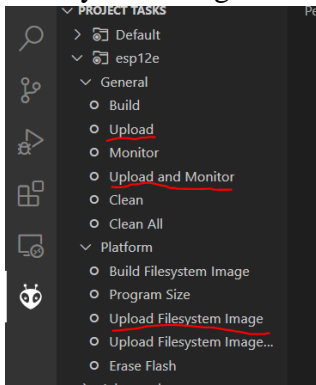 PROJECT TASKS
Default
esp12e
General
Build
Upload
Monitor
Upload and Monitor
Clean
Clean All
Platform
Build Filesystem Image
Program Size
Upload Filesystem Image
Upload Filesystem Image...
Erase Flash